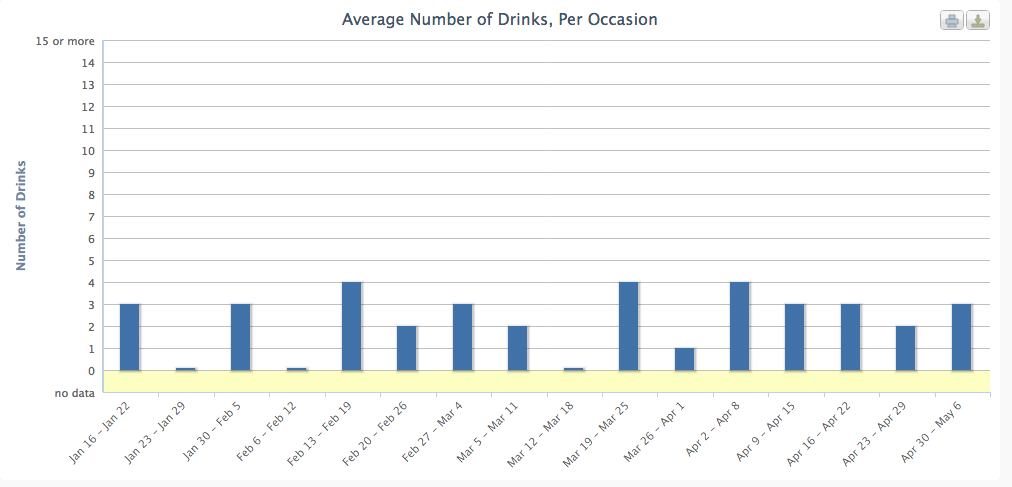 Average Number of Drinks, Per Occasion
Number of Drinks
15 or more
14
13
12
11
10
9
8
7
6
5
4
3
2
1
0
no data
Jan 16 – Jan 22
Jan 23 – Jan 29
Jan 30 – Feb 5
Feb 6 – Feb 12
Feb 13 – Feb 19
Feb 20 – Feb 26
Feb 27 – Mar 4
Mar 5 – Mar 11
Mar 12 – Mar 18
Mar 19 – Mar 25
Mar 26 – Apr 1
Apr 2 – Apr 8
Apr 9 – Apr 15
Apr 16 – Apr 22
Apr 23 – Apr 29
Apr 30 – May 6